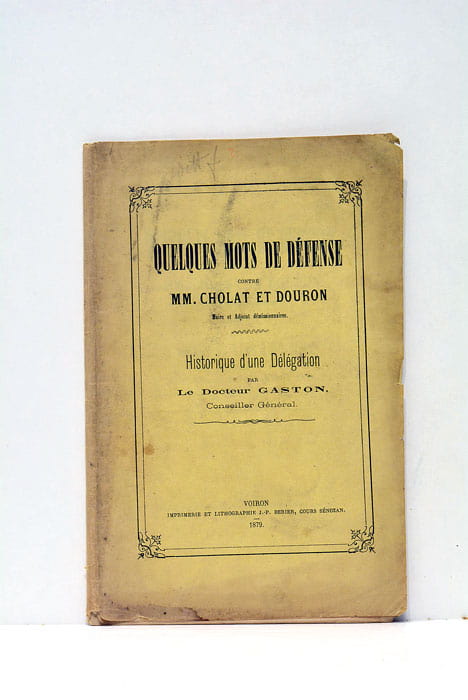 QUELQUES MOTS DE DÉFENSE
CONTRE
MM. CHOLAT ET DOURON
Maire et Adjoint démissionnaires.
Historique d'une Délégation
PAR
Le Docteur GASTON,
Conseiller Général.
VOIRON
IMPRIMERIE ET LITHOGRAPHIE J.-P. BEBIER, COURS SÉNOZAN.
1879.